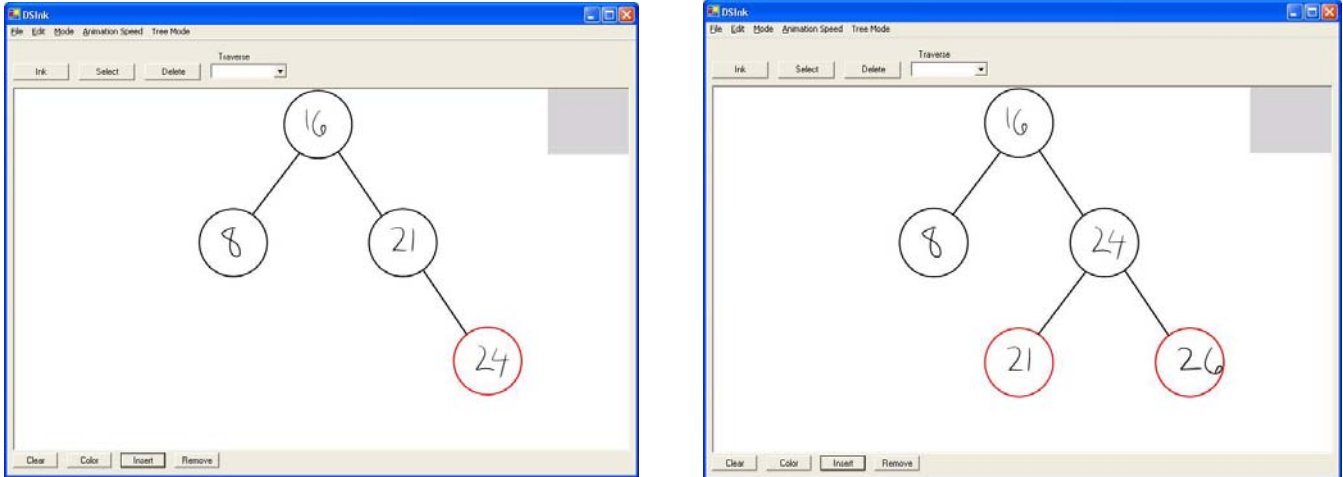 DSInk
File Edit Mode Animation Speed Tree Mode
Traverse
Ink Select Delete
16
8 21
24
Clear Color Insert Remove
DSInk
File Edit Mode Animation Speed Tree Mode
Traverse
Ink Select Delete
16
8 24
21 26
Clear Color Insert Remove